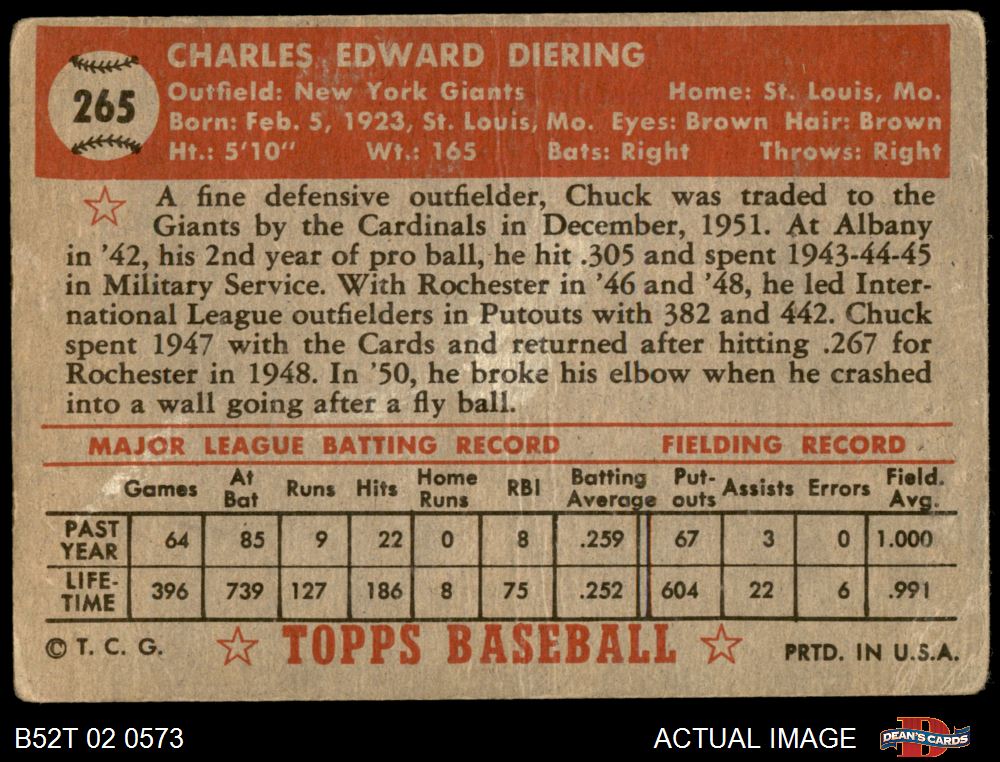 265
CHARLES EDWARD DIERING
Outfield: New York Giants Home: St. Louis, Mo.
Born: Feb. 5, 1923, St. Louis, Mo. Eyes: Brown Hair: Brown
Ht.: 5'10" Wt.: 165 Bats: Right Throws: Right
A fine defensive outfielder, Chuck was traded to the
Giants by the Cardinals in December, 1951. At Albany
in '42, his 2nd year of pro ball, he hit .305 and spent 1943-44-45
in Military Service. With Rochester in '46 and '48, he led Inter-
national League outfielders in Putouts with 382 and 442. Chuck
spent 1947 with the Cards and returned after hitting .267 for
Rochester in 1948. In '50, he broke his elbow when he crashed
into a wall going after a fly ball.
MAJOR LEAGUE BATTING RECORD FIELDING RECORD
Games At Bat Runs Hits Home Runs RBI Batting Average Put-outs Assists Errors Field. Avg.
PAST YEAR 64 85 9 22 0 8 .259 67 3 0 1.000
LIFE-TIME 396 739 127 186 8 75 .252 604 22 6 .991
© T. C. G. TOPPS BASEBALL PRTD. IN U.S.A.
B52T 02 0573 ACTUAL IMAGE D DEAN'S CARDS